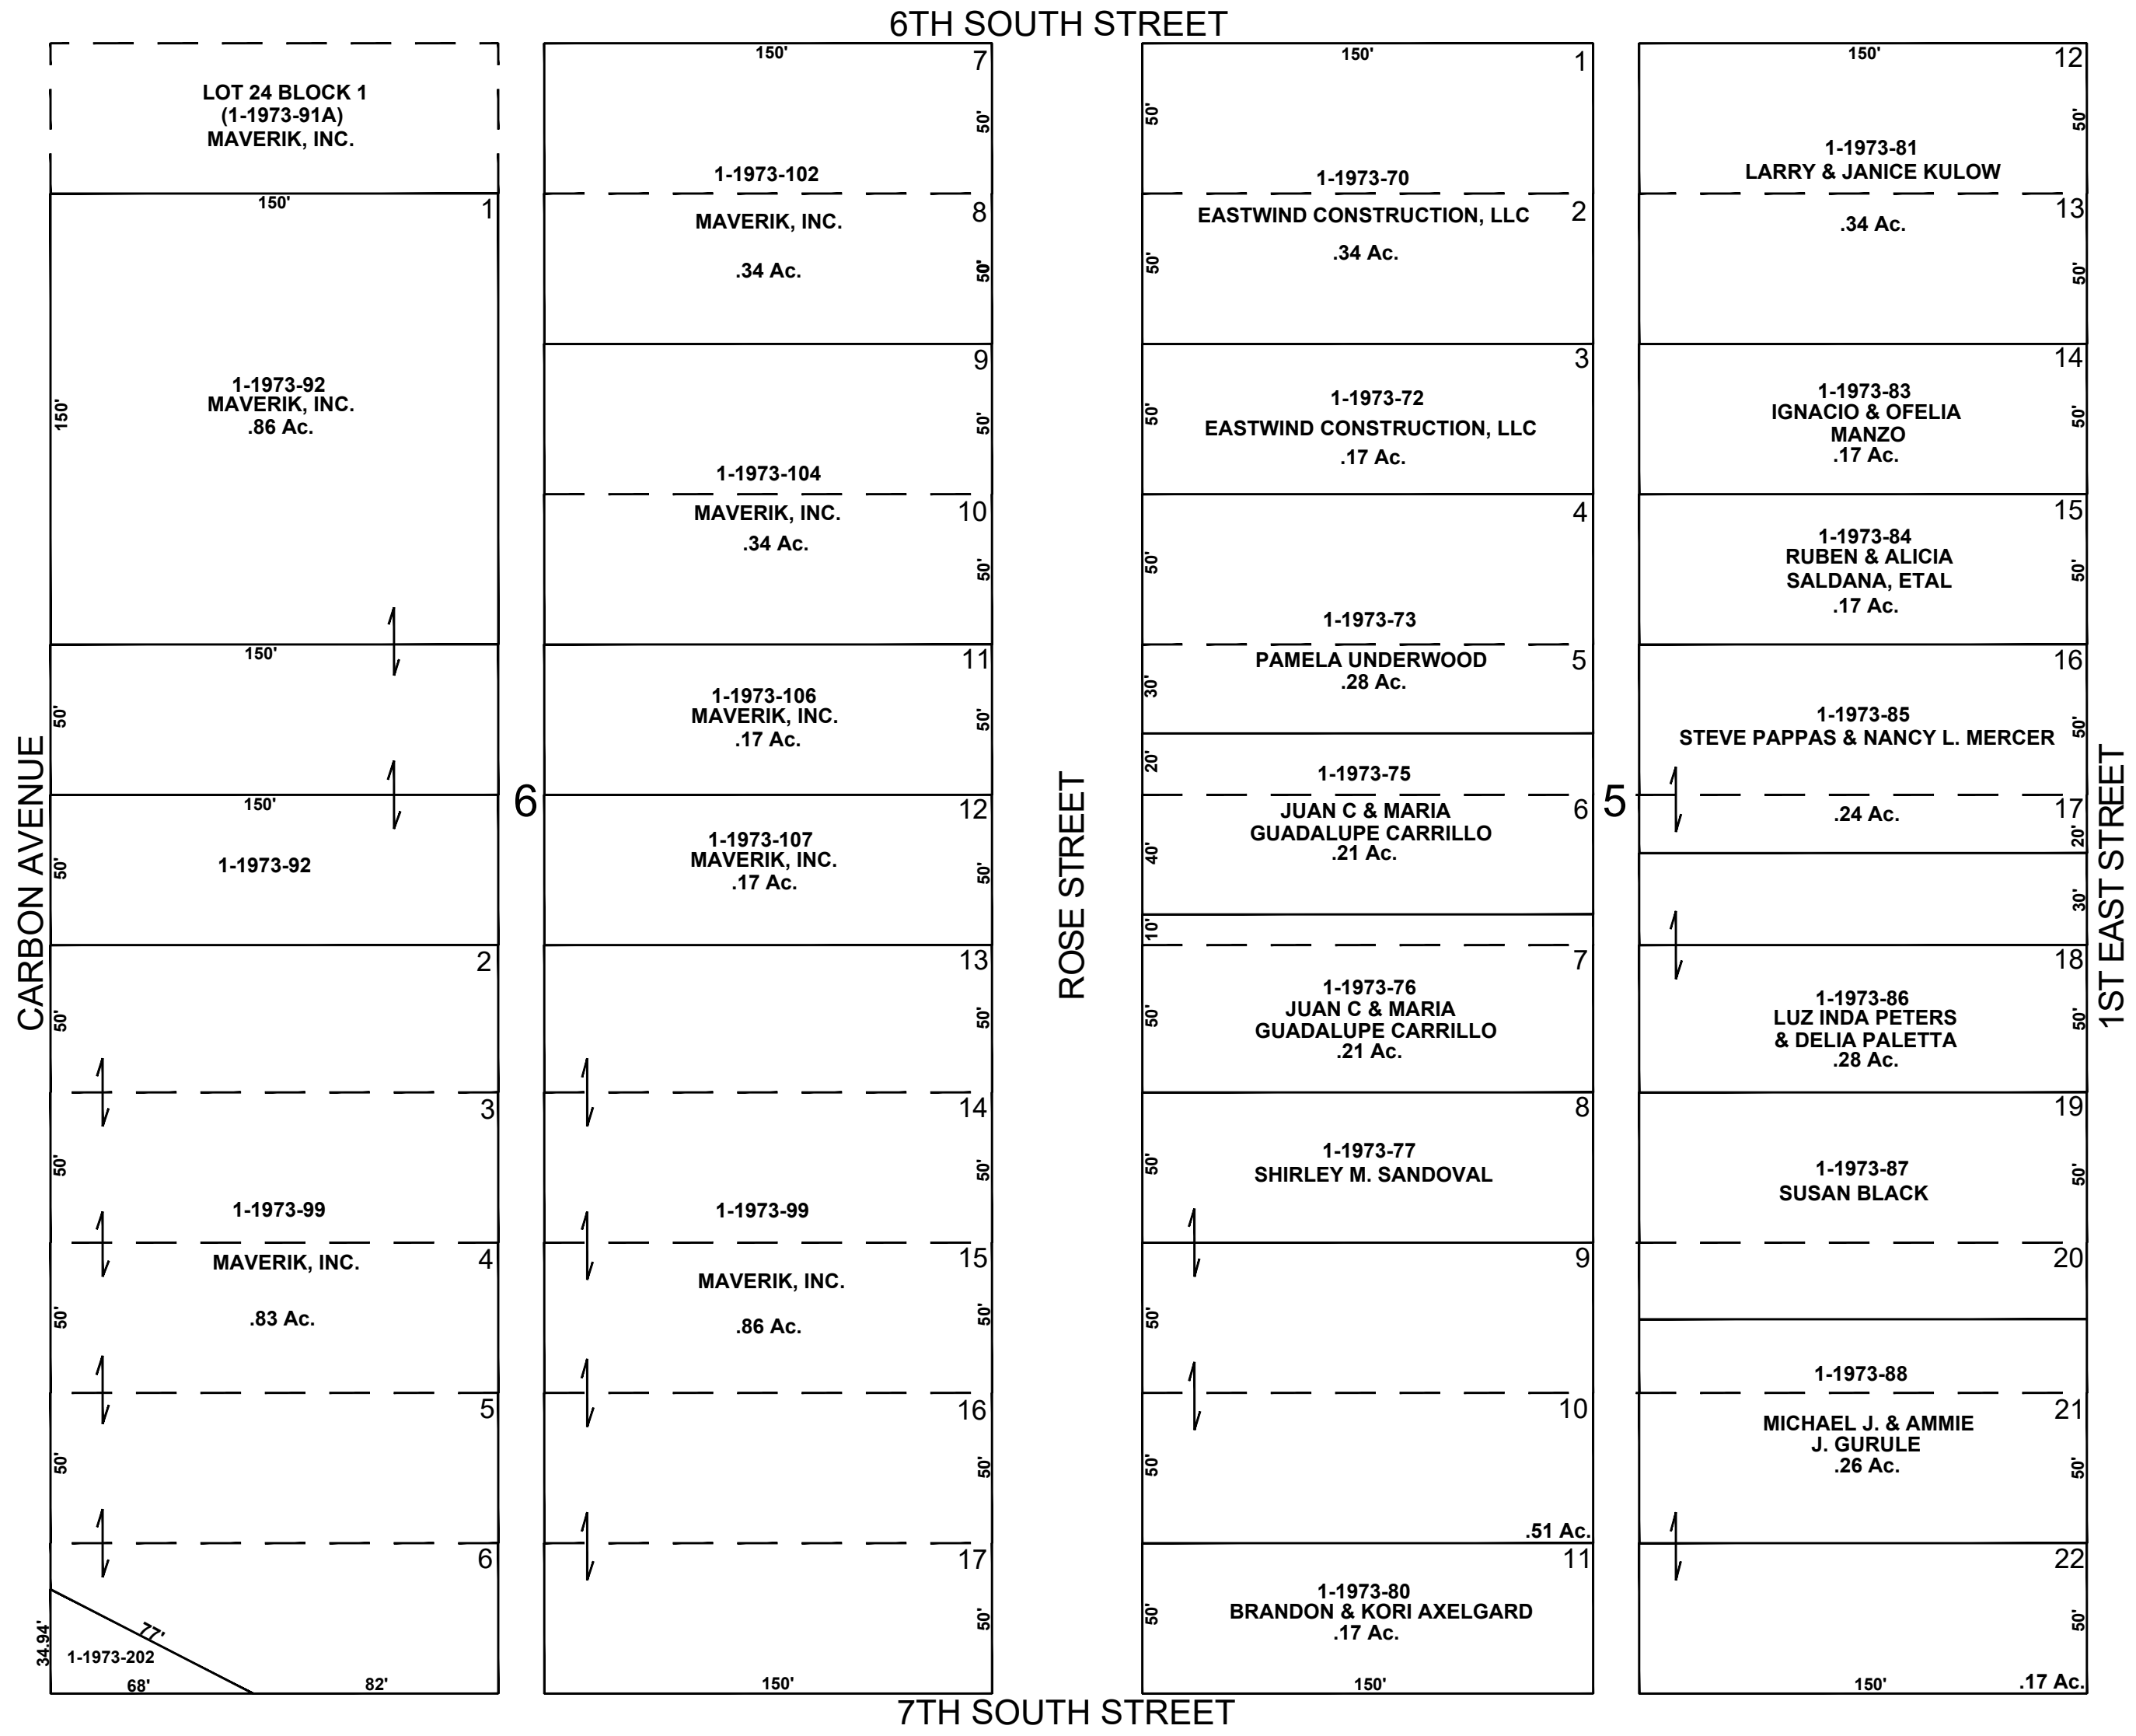 6TH SOUTH STREET
LOT 24 BLOCK 1
(1-1973-91A)
MAVERIK, INC.
150'
1
1-1973-92
MAVERIK, INC.
.86 Ac.
150'
150'
50'
150'
1-1973-92
50'
CARBON AVENUE
2
50'
3
50'
1-1973-99
MAVERIK, INC.
4
.83 Ac.
50'
5
50'
6
34.94'
77'
1-1973-202
68'
82'
6
150'
7
50'
1-1973-102
8
MAVERIK, INC.
.34 Ac.
50'
9
50'
1-1973-104
10
MAVERIK, INC.
.34 Ac.
50'
11
1-1973-106
MAVERIK, INC.
.17 Ac.
50'
12
1-1973-107
MAVERIK, INC.
.17 Ac.
50'
13
50'
14
50'
1-1973-99
15
MAVERIK, INC.
.86 Ac.
50'
16
50'
17
50'
150'
ROSE STREET
150'
1
50'
1-1973-70
2
EASTWIND CONSTRUCTION, LLC
.34 Ac.
50'
3
1-1973-72
EASTWIND CONSTRUCTION, LLC
.17 Ac.
50'
4
50'
1-1973-73
PAMELA UNDERWOOD
5
.28 Ac.
30'
20'
1-1973-75
6
JUAN C & MARIA
GUADALUPE CARRILLO
.21 Ac.
40'
10'
7
1-1973-76
JUAN C & MARIA
GUADALUPE CARRILLO
.21 Ac.
50'
8
1-1973-77
SHIRLEY M. SANDOVAL
50'
9
50'
10
50'
.51 Ac.
11
1-1973-80
BRANDON & KORI AXELGARD
.17 Ac.
50'
150'
5
150'
12
50'
1-1973-81
LARRY & JANICE KULOW
13
.34 Ac.
50'
14
1-1973-83
IGNACIO & OFELIA
MANZO
.17 Ac.
50'
15
1-1973-84
RUBEN & ALICIA
SALDANA, ETAL
.17 Ac.
50'
16
1-1973-85
STEVE PAPPAS & NANCY L. MERCER
50'
.24 Ac.
17
20'
30'
18
1-1973-86
LUZ INDA PETERS
& DELIA PALETTA
.28 Ac.
50'
19
1-1973-87
SUSAN BLACK
50'
20
1-1973-88
21
MICHAEL J. & AMMIE
J. GURULE
.26 Ac.
50'
22
50'
150'
.17 Ac.
1ST EAST STREET
7TH SOUTH STREET